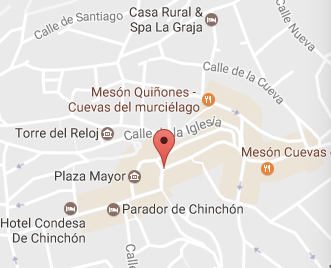 Calle de Santiago
Casa Rural &
Spa La Graja
Calle Nueva
Calle de la Cueva
Mesón Quiñones -
Cuevas del murciélago
Torre del Reloj
Calle la Iglesia
Mesón Cuevas
Plaza Mayor
Hotel Condesa
De Chinchón
Parador de Chinchón
Calle